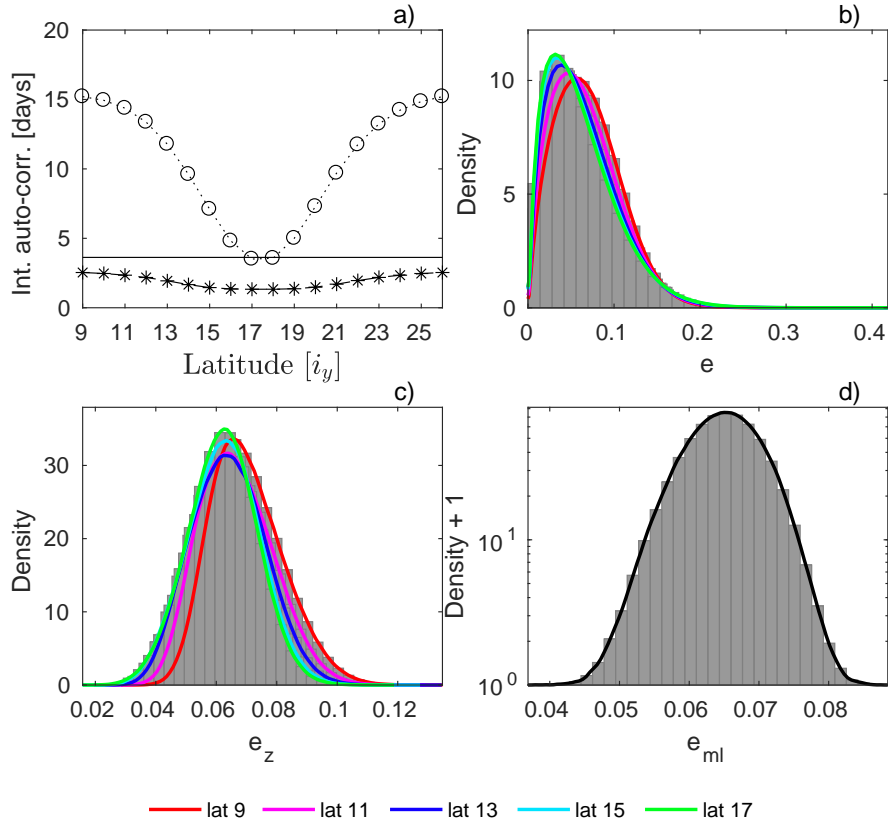 a)
20
15
10
5
0
Int. auto-corr. [days]
9 11 13 15 17 19 21 23 25
Latitude [i_y]
b)
10
5
0
Density
0 0.1 0.2 0.3 0.4
e
c)
30
20
10
0
Density
0.02 0.04 0.06 0.08 0.1 0.12
e_z
d)
10^1
10^0
Density + 1
0.04 0.05 0.06 0.07 0.08
e_ml
lat 9 lat 11 lat 13 lat 15 lat 17